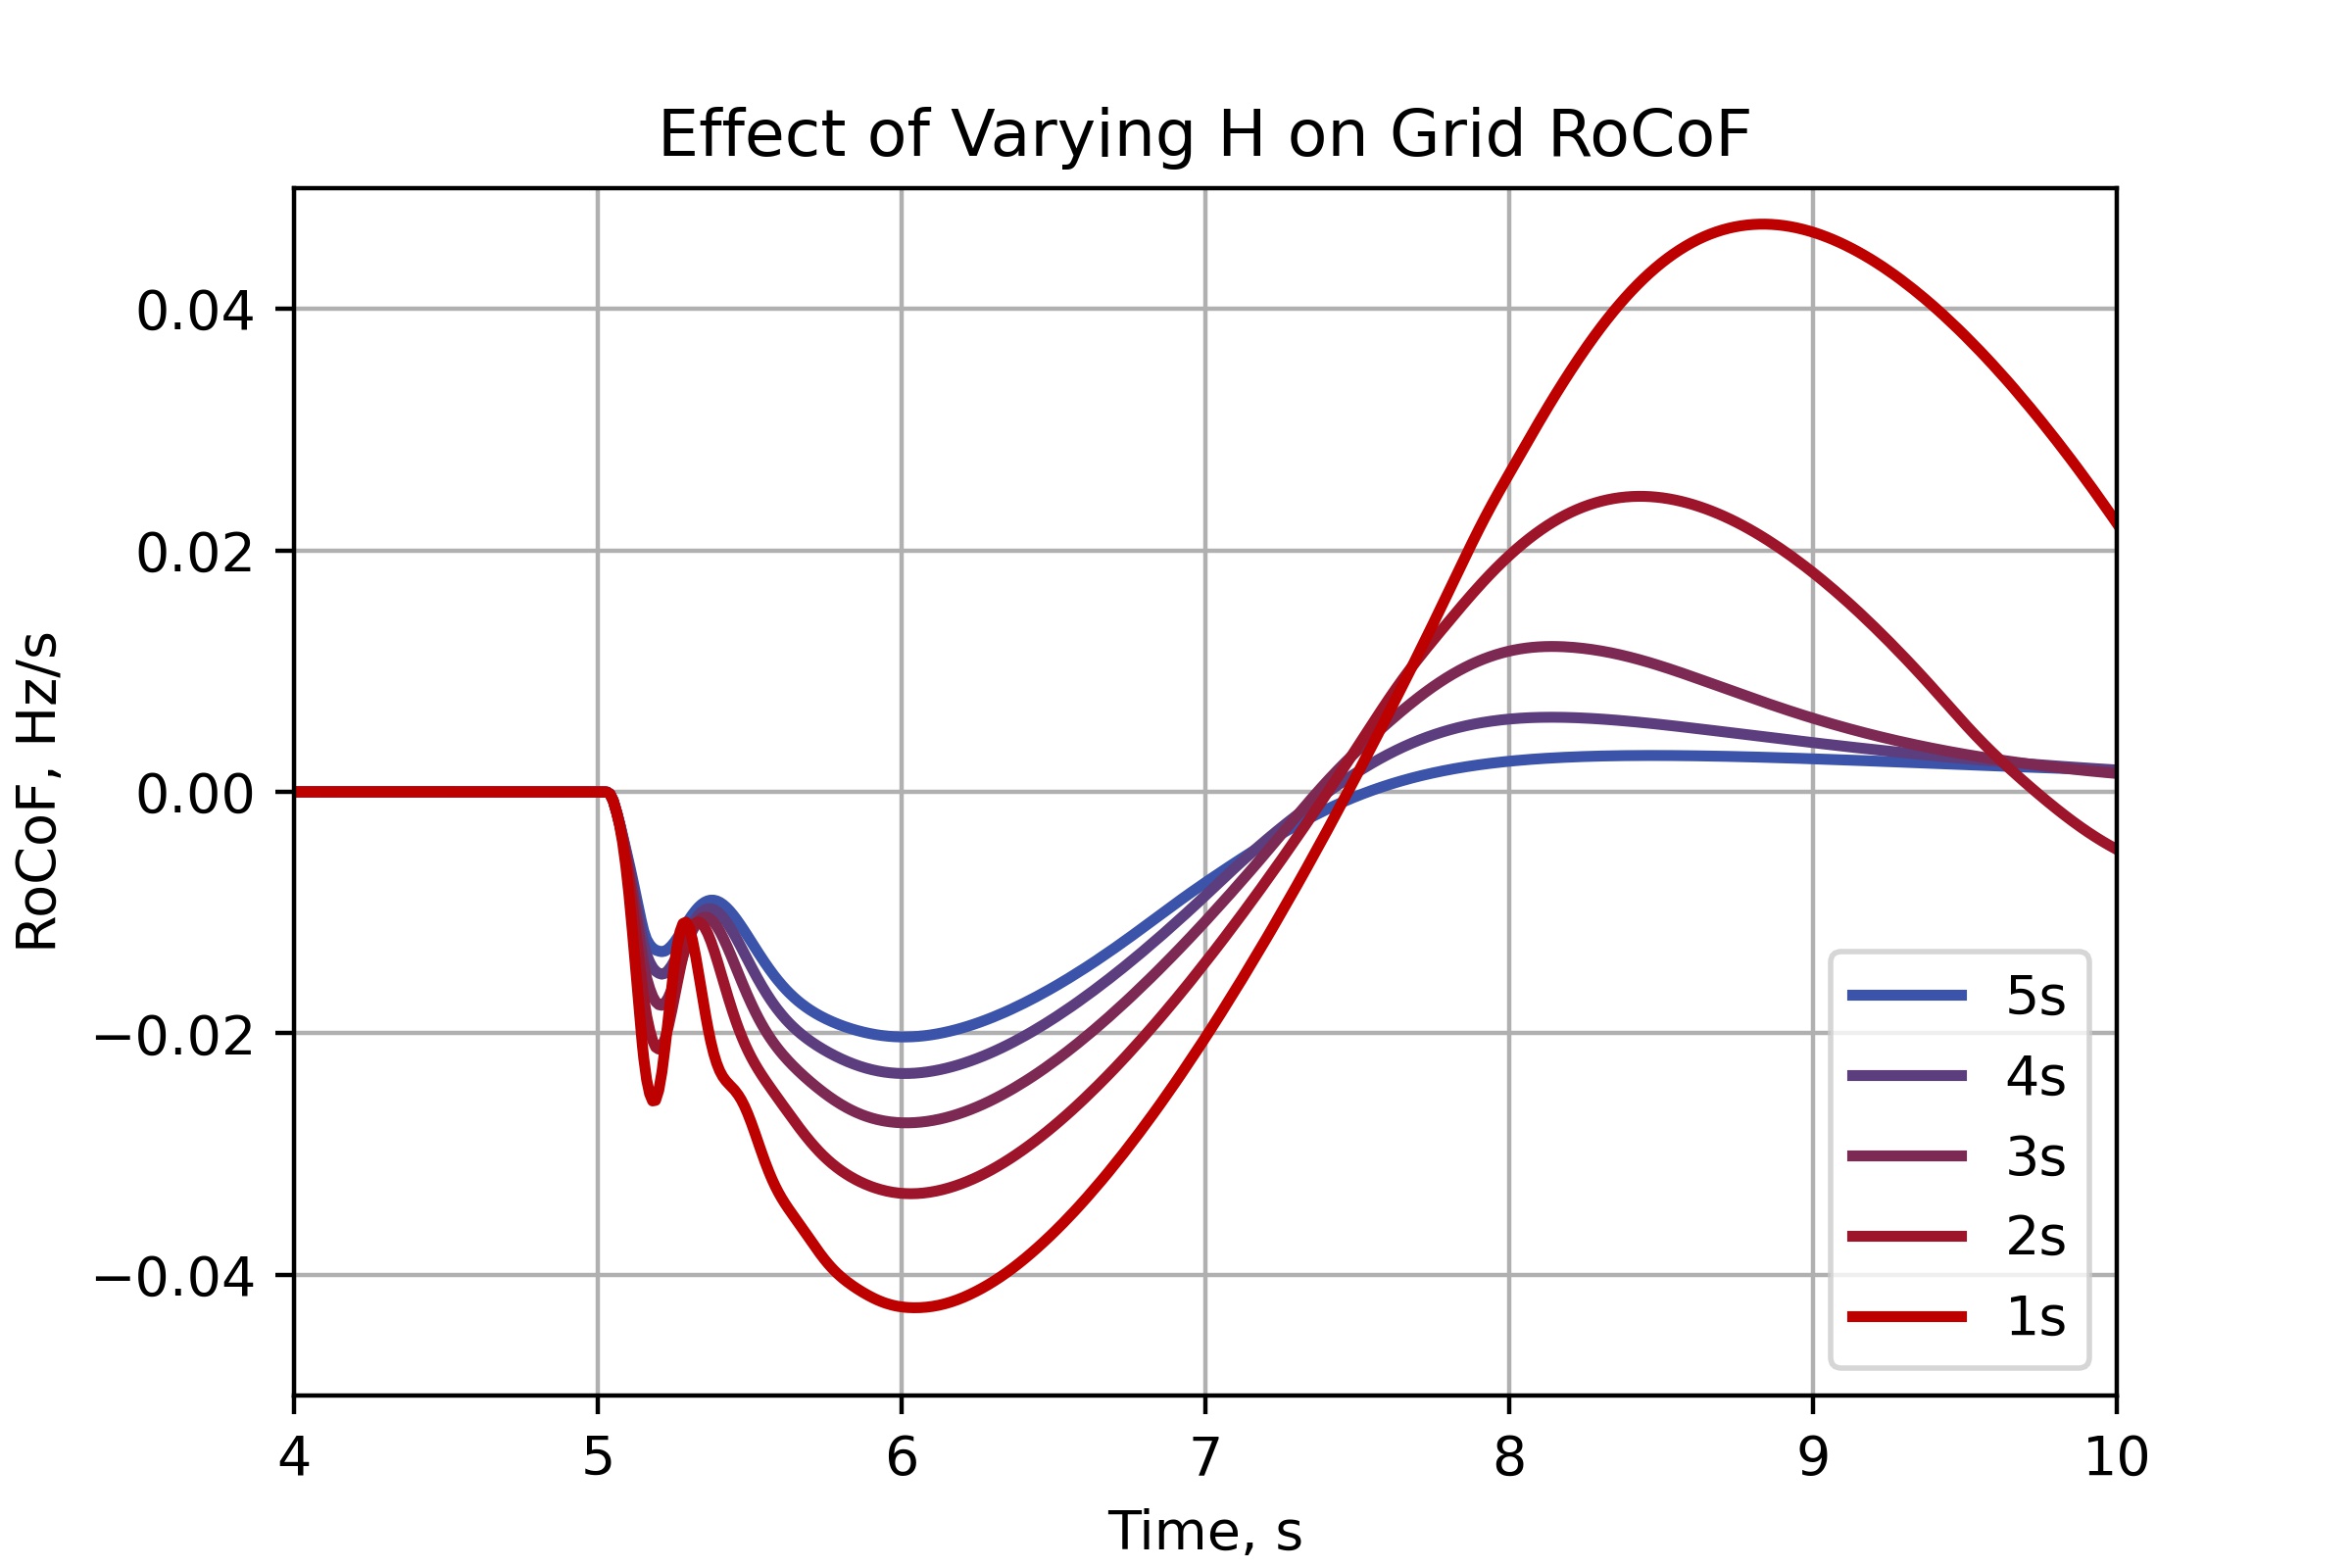 Effect of Varying H on Grid RoCoF
RoCoF, Hz/s
0.04
0.02
0.00
−0.02
−0.04
4 5 6 7 8 9 10
Time, s
5s
4s
3s
2s
1s